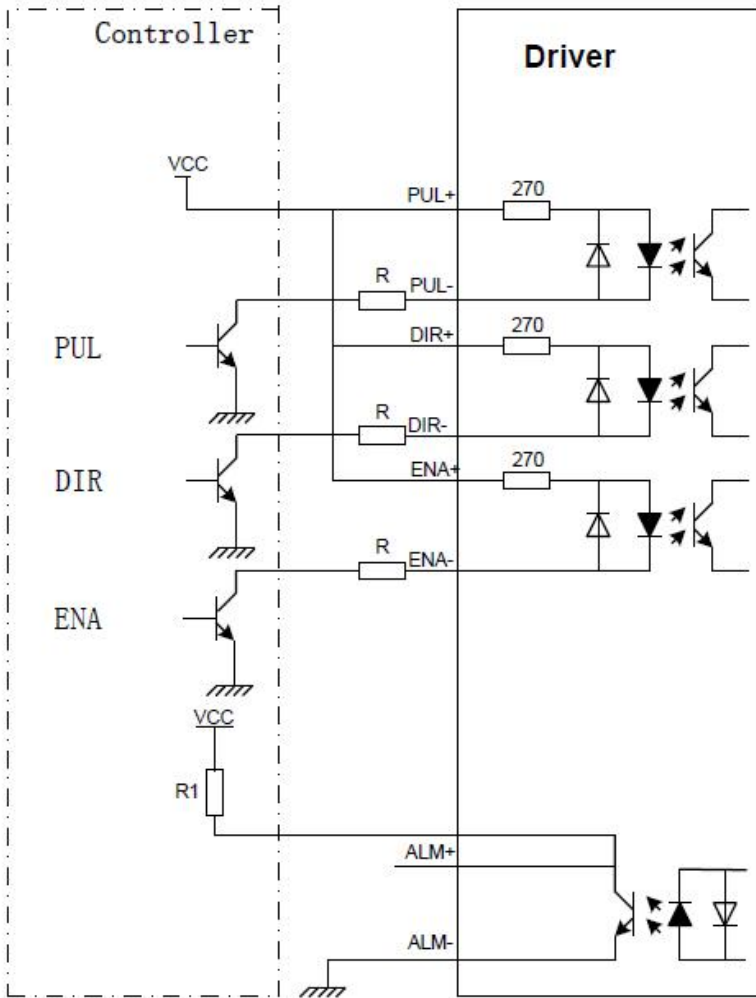 Controller
Driver
VCC
PUL+
270
R
PUL-
PUL
DIR+
270
R
DIR-
DIR
ENA+
270
R
ENA-
ENA
VCC
R1
ALM+
ALM-